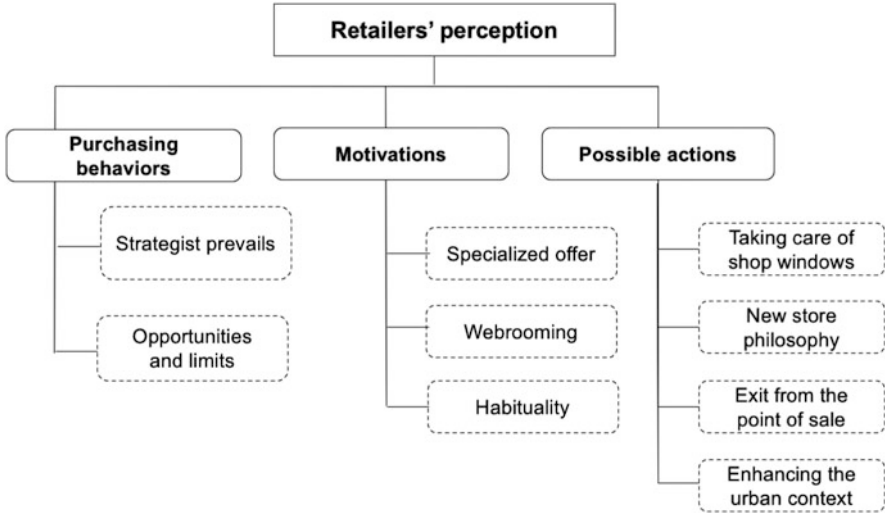 Retailers’ perception
Purchasing
behaviors
Strategist prevails
Opportunities
and limits
Motivations
Specialized offer
Webrooming
Habituality
Possible actions
Taking care of
shop windows
New store
philosophy
Exit from the
point of sale
Enhancing the
urban context